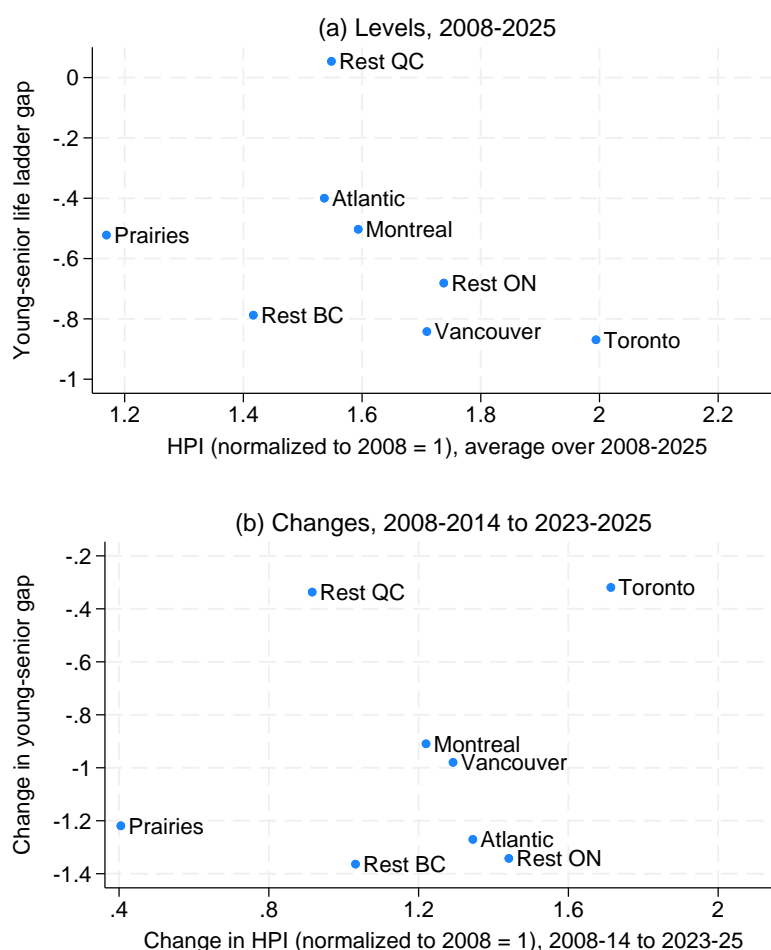 (a) Levels, 2008-2025
Young-senior life ladder gap
0
-.2
-.4
-.6
-.8
-1
Rest QC
Atlantic
Montreal
Prairies
Rest ON
Rest BC
Vancouver
Toronto
1.2 1.4 1.6 1.8 2 2.2
HPI (normalized to 2008 = 1), average over 2008-2025
(b) Changes, 2008-2014 to 2023-2025
Change in young-senior gap
-.2
-.4
-.6
-.8
-1
-1.2
-1.4
Rest QC
Toronto
Montreal
Vancouver
Prairies
Atlantic
Rest ON
Rest BC
.4 .8 1.2 1.6 2
Change in HPI (normalized to 2008 = 1), 2008-14 to 2023-25